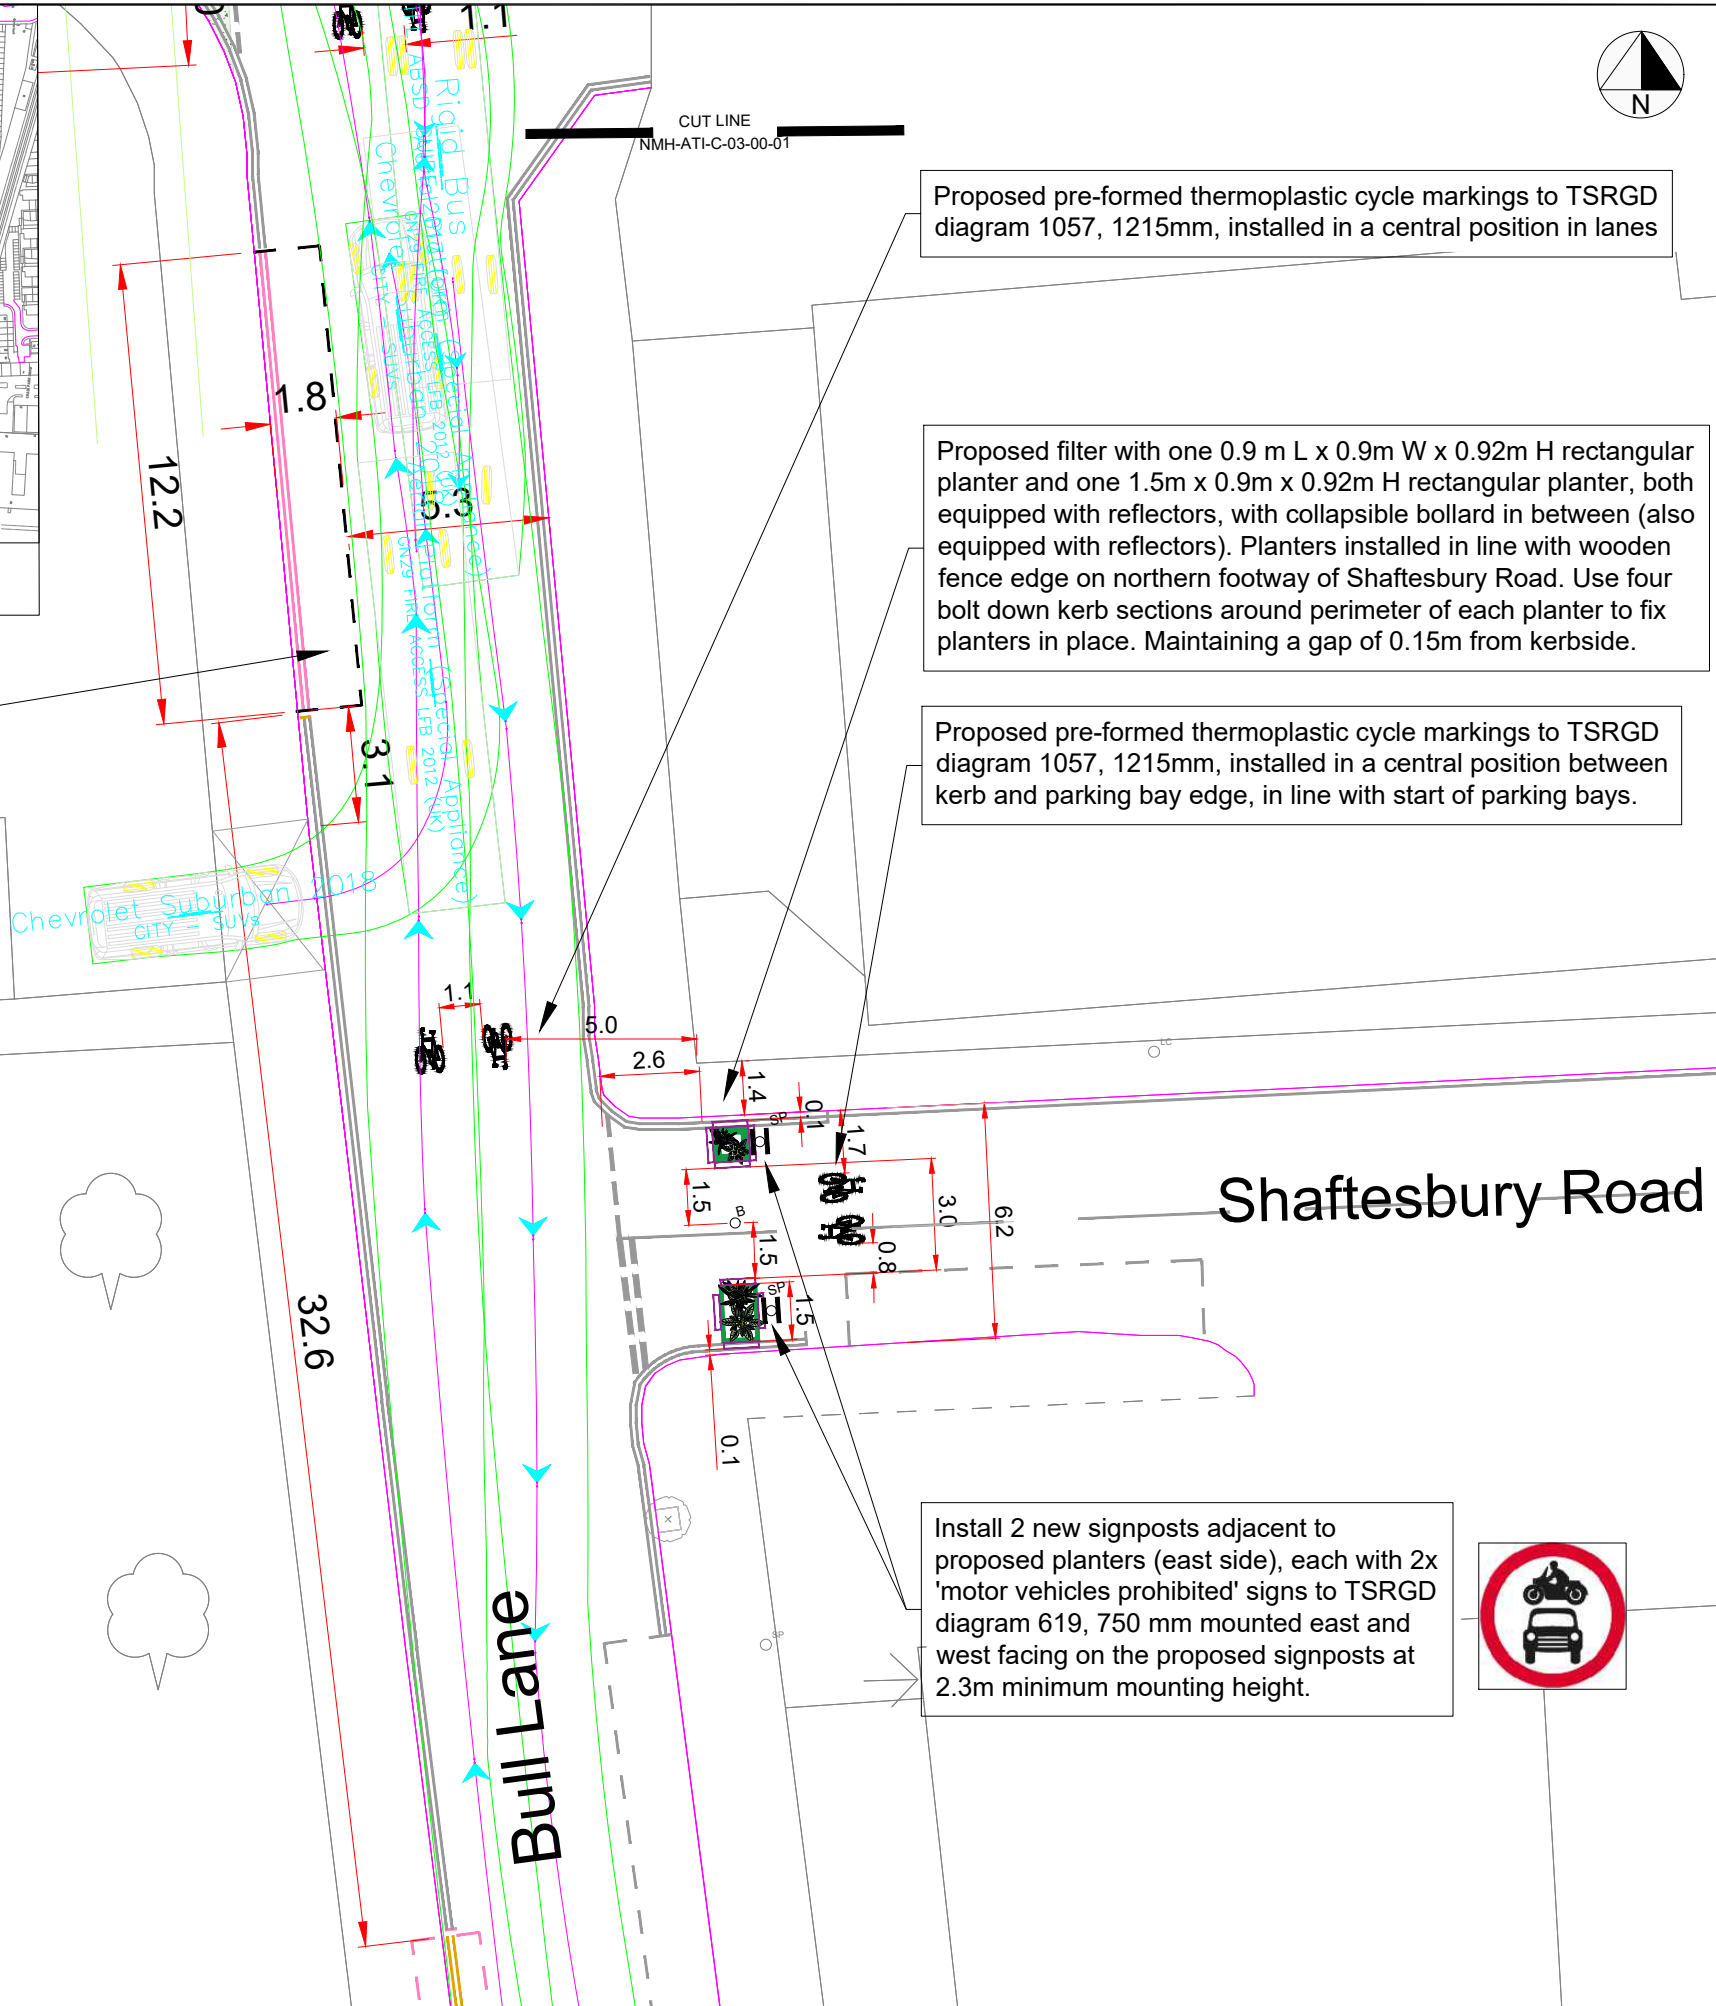 1.1
CUT LINE
NMH-ATI-C-03-00-01
N
Proposed pre-formed thermoplastic cycle markings to TSRGD
diagram 1057, 1215mm, installed in a central position in lanes
Rigid Bus
1.8
12.2
5.3
3.1
Proposed filter with one 0.9 m L x 0.9m W x 0.92m H rectangular
planter and one 1.5m x 0.9m x 0.92m H rectangular planter, both
equipped with reflectors, with collapsible bollard in between (also
equipped with reflectors). Planters installed in line with wooden
fence edge on northern footway of Shaftesbury Road. Use four
bolt down kerb sections around perimeter of each planter to fix
planters in place. Maintaining a gap of 0.15m from kerbside.
Proposed pre-formed thermoplastic cycle markings to TSRGD
diagram 1057, 1215mm, installed in a central position between
kerb and parking bay edge, in line with start of parking bays.
Chevrolet Suburban 2018
CITY - SUVs
1.1
5.0
2.6
LC
1.4
0.1
SP
1.7
1.5
B
3.0
6.2
Shaftesbury Road
1.5
0.8
SP
1.5
32.6
0.1
Bull Lane
SP
Install 2 new signposts adjacent to
proposed planters (east side), each with 2x
'motor vehicles prohibited' signs to TSRGD
diagram 619, 750 mm mounted east and
west facing on the proposed signposts at
2.3m minimum mounting height.